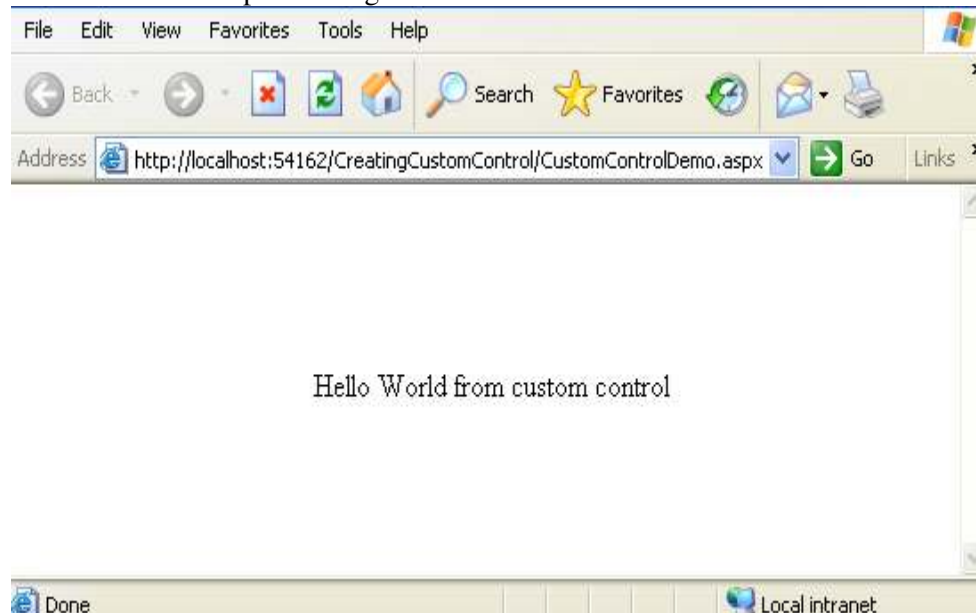 File Edit View Favorites Tools Help
Back Search Favorites
Address http://localhost:54162/CreatingCustomControl/CustomControlDemo.aspx Go Links
Hello World from custom control
Done Local intranet